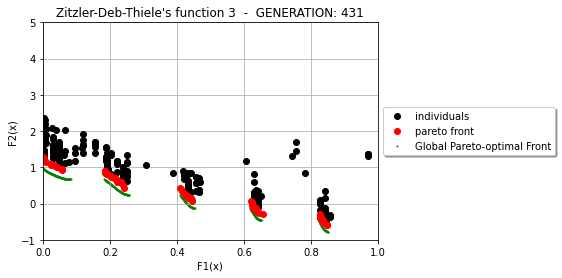 Zitzler-Deb-Thiele's function 3 - GENERATION: 431
5
4
3
2
1
0
−1
F2(x)
0.0 0.2 0.4 0.6 0.8 1.0
F1(x)
individuals
pareto front
Global Pareto-optimal Front